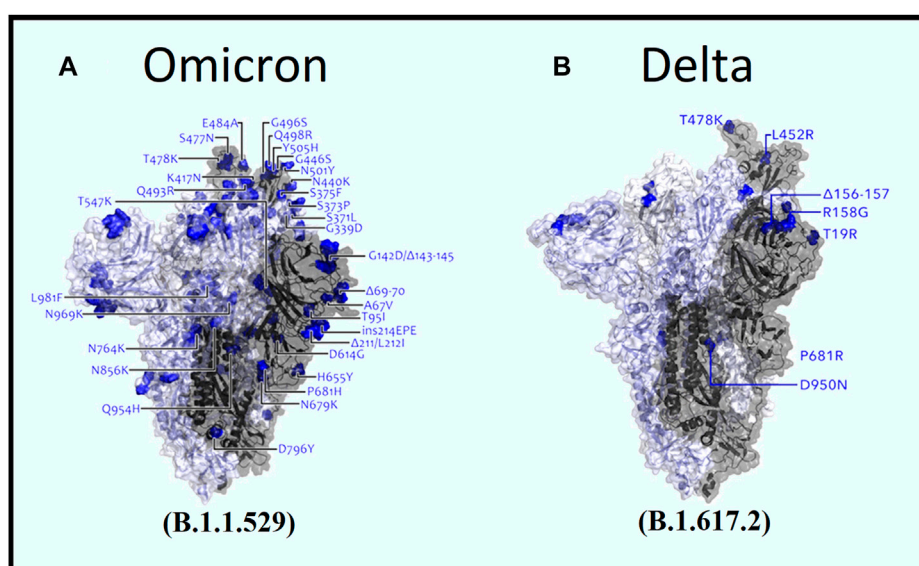 A
Omicron
B
Delta
E484A
S477N
T478K
K417N
Q493R
T547K
G496S
Q498R
Y505H
G446S
N501Y
N440K
S375F
S373P
S371L
G339D
G142D/Δ143-145
Δ69-70
A67V
T95I
ins214EPE
Δ211/L212I
D614G
H655Y
P681H
N679K
L981F
N969K
N764K
N856K
Q954H
D796Y
(B.1.1.529)
T478K
L452R
Δ156-157
R158G
T19R
P681R
D950N
(B.1.617.2)